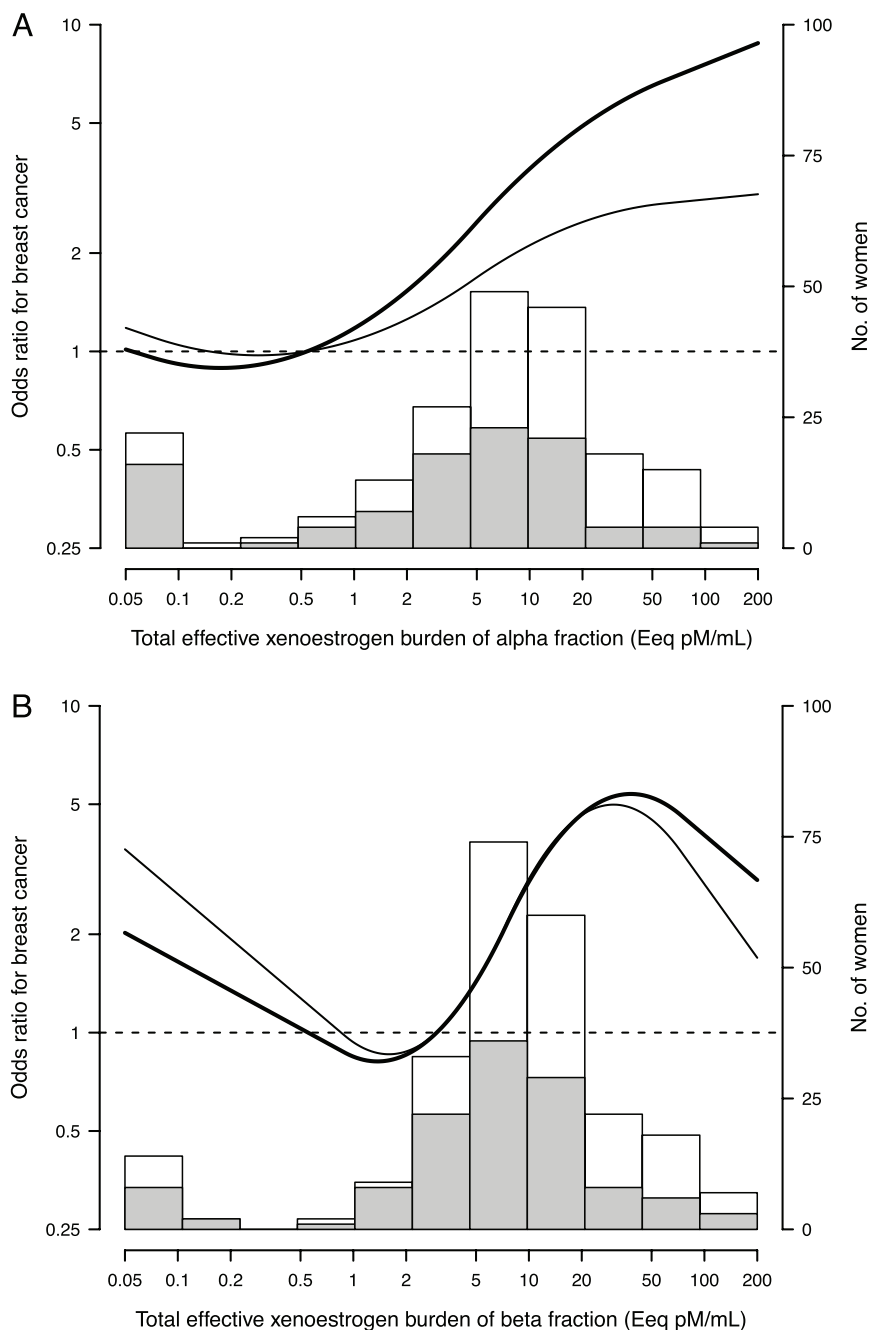 A
Odds ratio for breast cancer
10
5
2
1
0.5
0.25
No. of women
100
75
50
25
0
0.05 0.1 0.2 0.5 1 2 5 10 20 50 100 200
Total effective xenoestrogen burden of alpha fraction (Eeq pM/mL)
B
Odds ratio for breast cancer
10
5
2
1
0.5
0.25
No. of women
100
75
50
25
0
0.05 0.1 0.2 0.5 1 2 5 10 20 50 100 200
Total effective xenoestrogen burden of beta fraction (Eeq pM/mL)